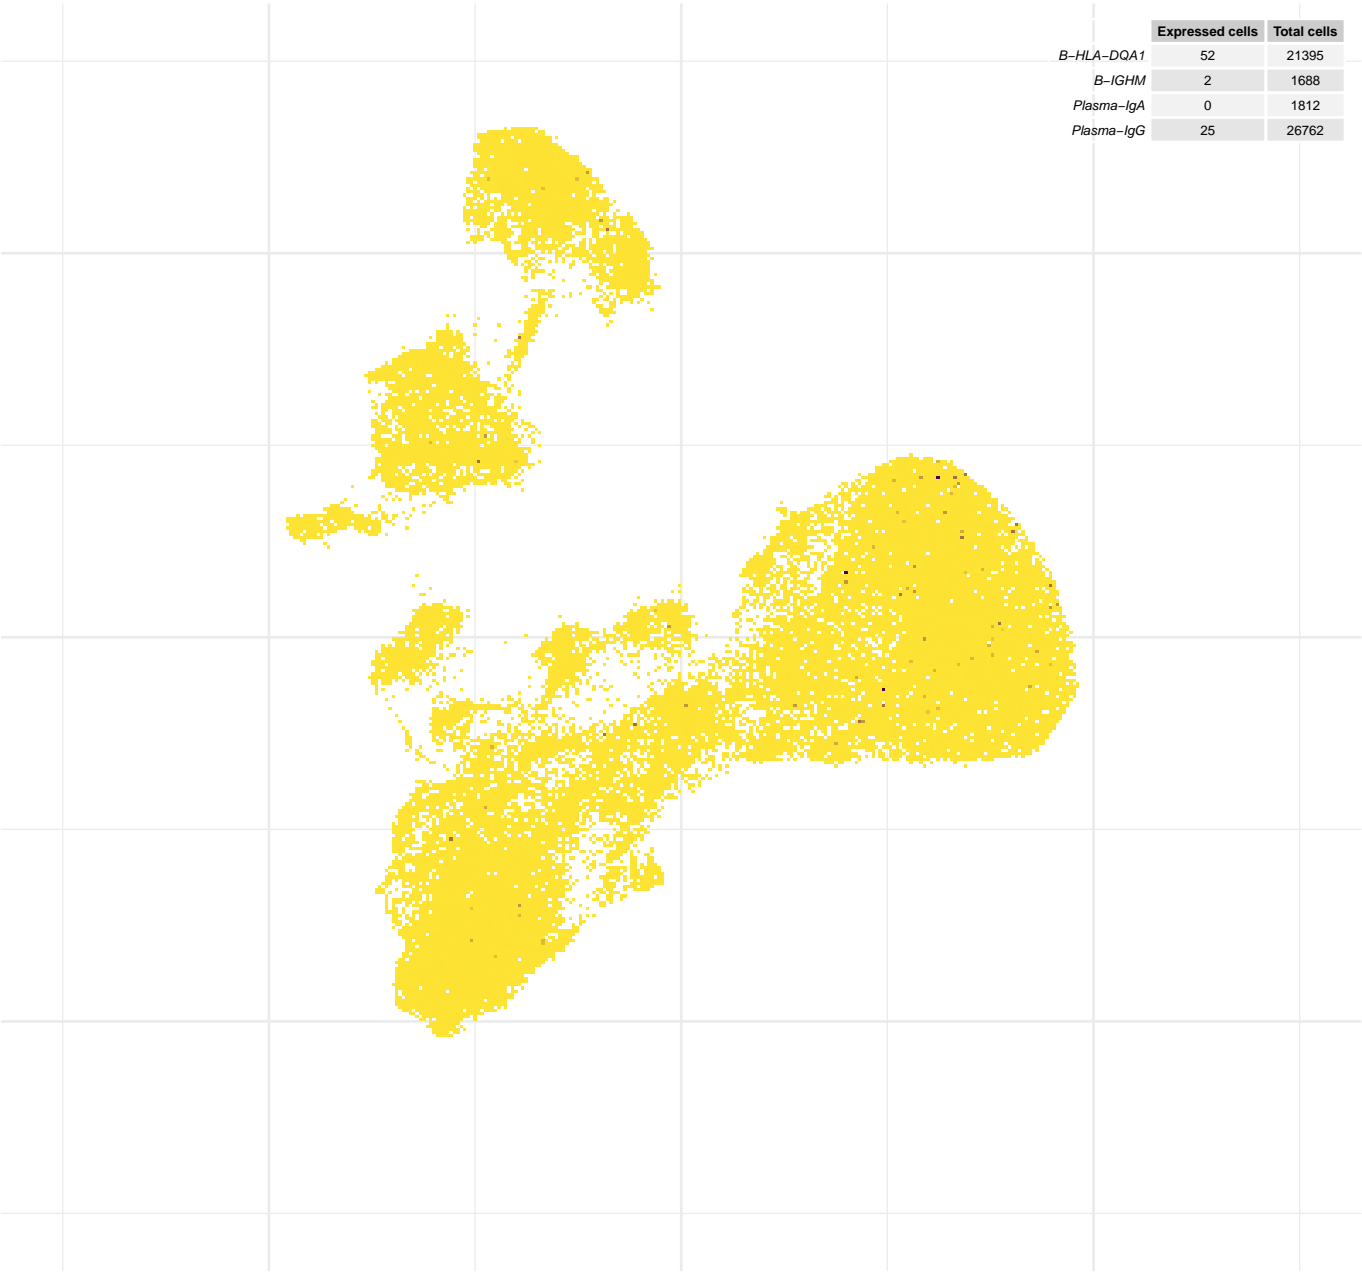 Expressed cells Total cells
B-HLA-DQA1 52 21395
B-IGHM 2 1688
Plasma-IgA 0 1812
Plasma-IgG 25 26762